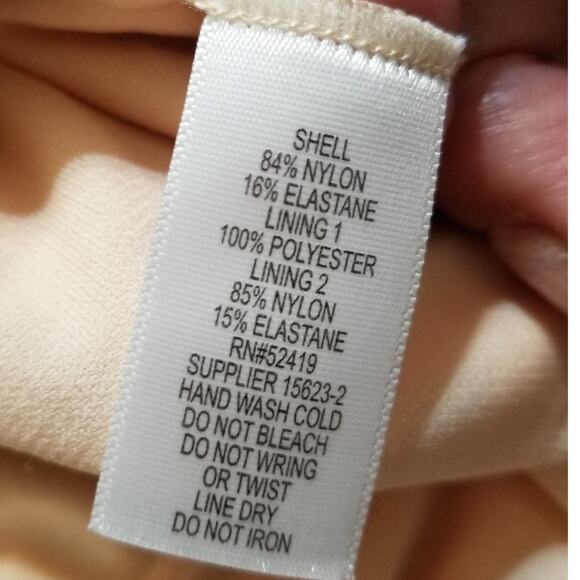 SHELL
84% NYLON
16% ELASTANE
LINING 1
100% POLYESTER
LINING 2
85% NYLON
15% ELASTANE
RN#52419
SUPPLIER 15623-2
HAND WASH COLD
DO NOT BLEACH
DO NOT WRING
OR TWIST
LINE DRY
DO NOT IRON